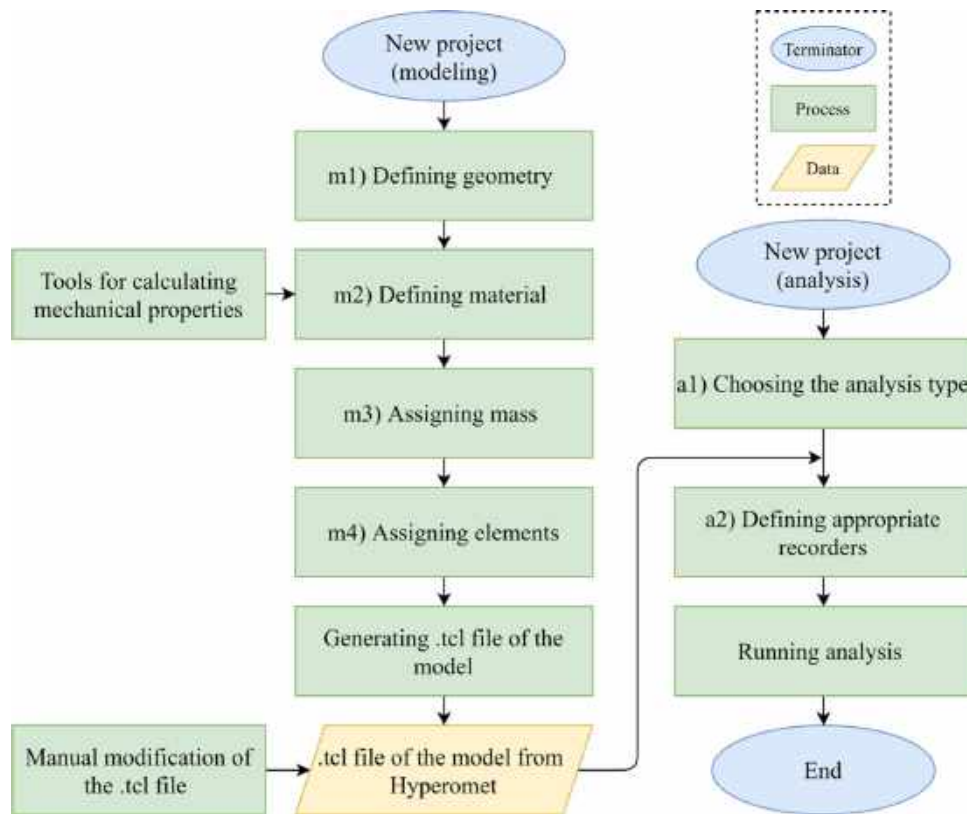 New project
(modeling)
m1) Defining geometry
Tools for calculating
mechanical properties
m2) Defining material
m3) Assigning mass
m4) Assigning elements
Generating .tcl file of the
model
Manual modification of
the .tcl file
.tcl file of the model from
Hyperomet
Terminator
Process
Data
New project
(analysis)
a1) Choosing the analysis type
a2) Defining appropriate
recorders
Running analysis
End